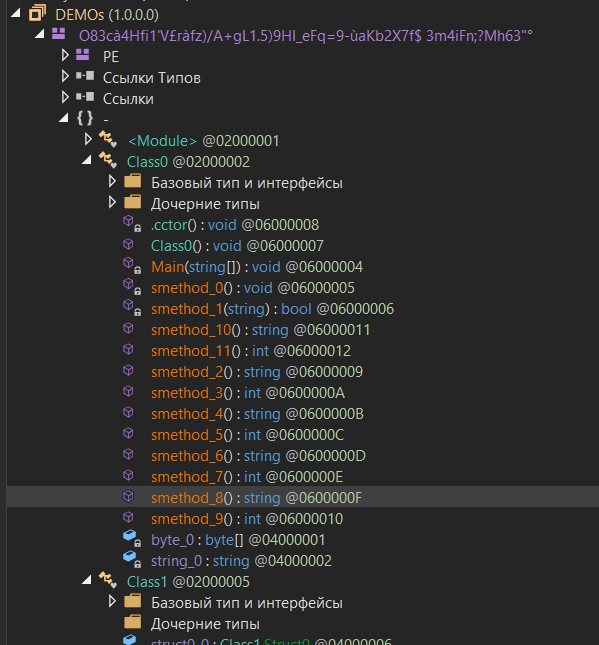 DEMOs (1.0.0.0)
O83cà4Hfi1'V£ràfz)/A+gL1.5)9HI_eFq=9-ùaKb2X7f$ 3m4iFn;?Mh63"°
PE
Ссылки Типов
Ссылки
{ } -
<Module> @02000001
Class0 @02000002
Базовый тип и интерфейсы
Дочерние типы
.cctor() : void @06000008
Class0() : void @06000007
Main(string[]) : void @06000004
smethod_0() : void @06000005
smethod_1(string) : bool @06000006
smethod_10() : string @06000011
smethod_11() : int @06000012
smethod_2() : string @06000009
smethod_3() : int @0600000A
smethod_4() : string @0600000B
smethod_5() : int @0600000C
smethod_6() : string @0600000D
smethod_7() : int @0600000E
smethod_8() : string @0600000F
smethod_9() : int @06000010
byte_0 : byte[] @04000001
string_0 : string @04000002
Class1 @02000005
Базовый тип и интерфейсы
Дочерние типы
struct0_0 : Class1.Struct0 @04000006